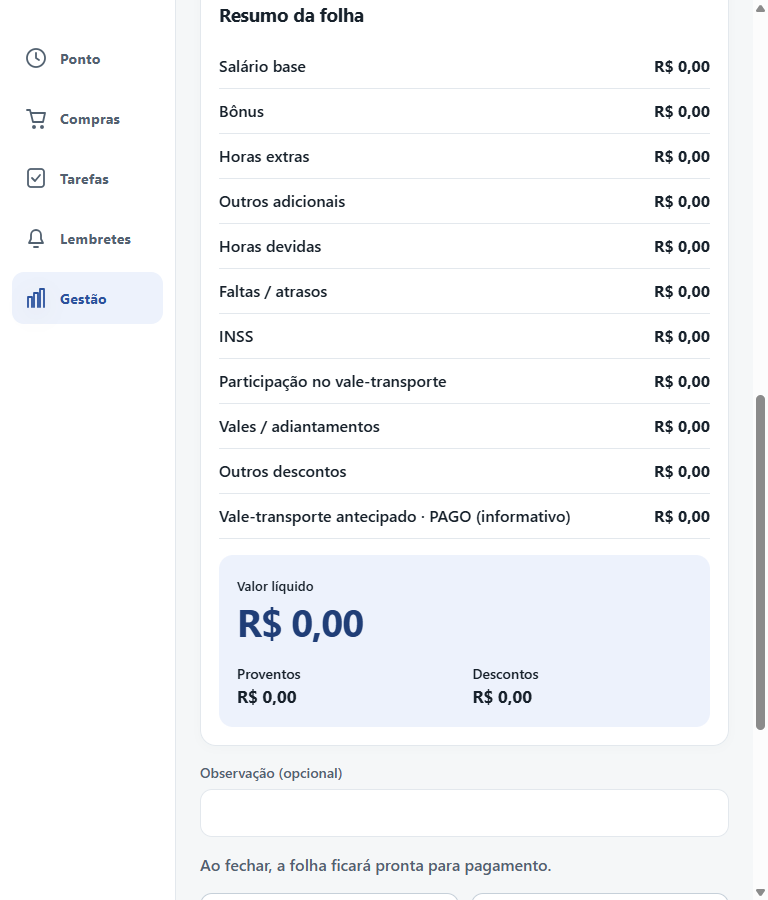 Ponto
Compras
Tarefas
Lembretes
Gestão
Resumo da folha
Salário base R$ 0,00
Bônus R$ 0,00
Horas extras R$ 0,00
Outros adicionais R$ 0,00
Horas devidas R$ 0,00
Faltas / atrasos R$ 0,00
INSS R$ 0,00
Participação no vale-transporte R$ 0,00
Vales / adiantamentos R$ 0,00
Outros descontos R$ 0,00
Vale-transporte antecipado · PAGO (informativo) R$ 0,00
Valor líquido
R$ 0,00
Proventos Descontos
R$ 0,00 R$ 0,00
Observação (opcional)
Ao fechar, a folha ficará pronta para pagamento.